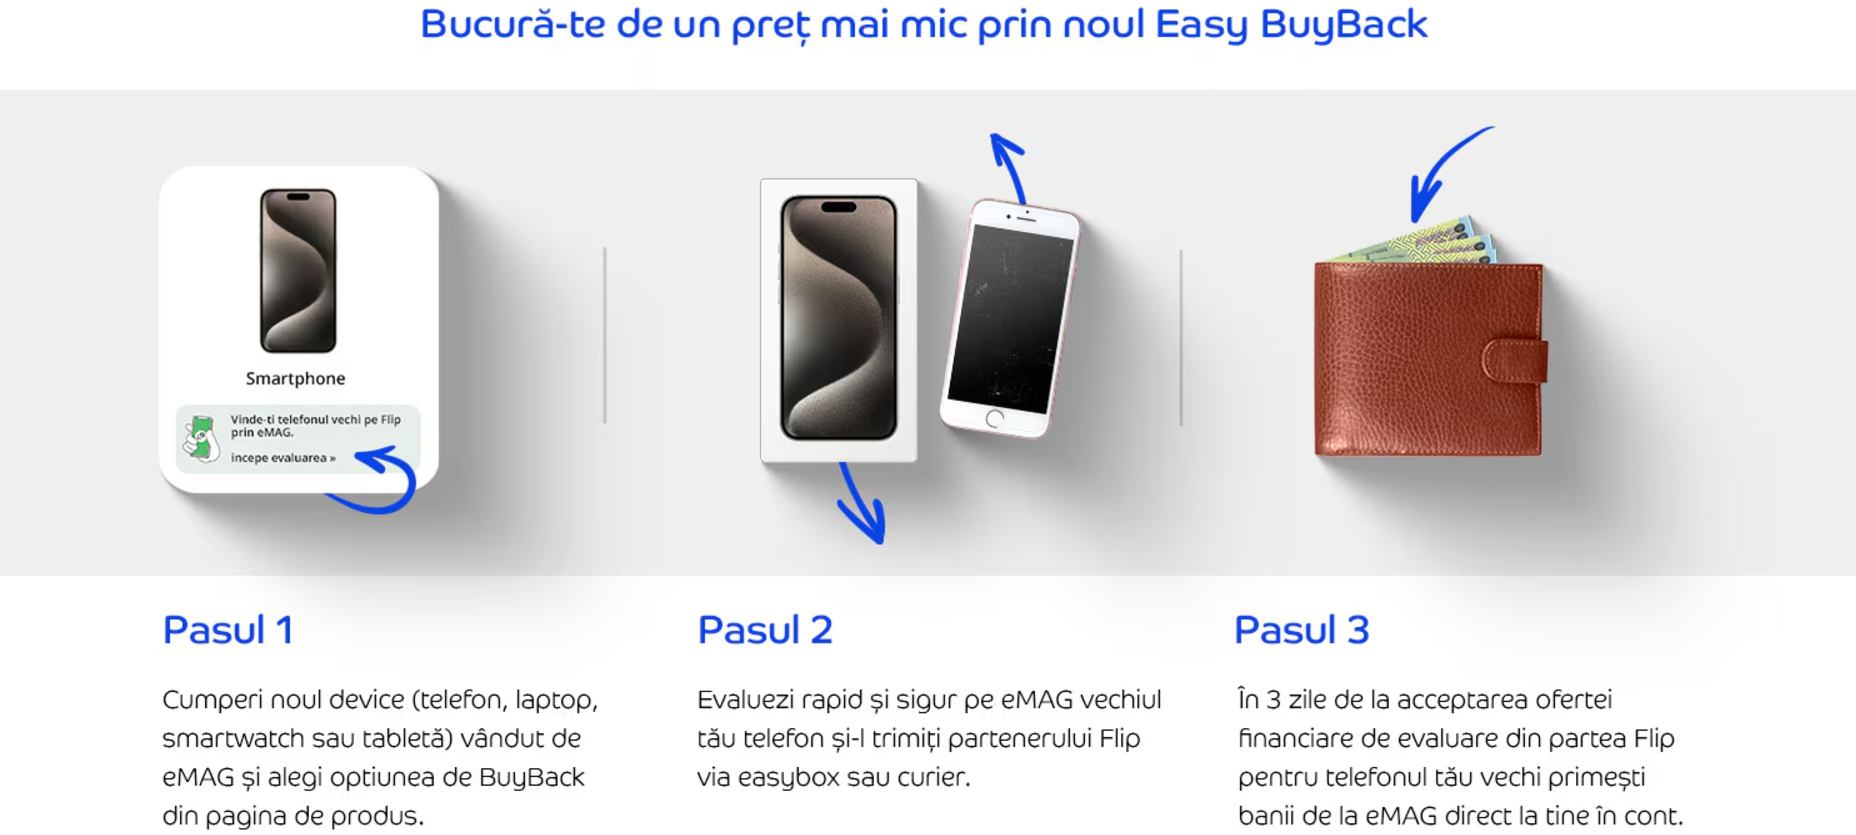 Bucură-te de un preț mai mic prin noul Easy BuyBack
Smartphone
Vinde-ti telefonul vechi pe Flip
prin eMAG.
incepe evaluarea »
Pasul 1
Cumperi noul device (telefon, laptop,
smartwatch sau tabletă) vândut de
eMAG și alegi optiunea de BuyBack
din pagina de produs.
Pasul 2
Evaluezi rapid și sigur pe eMAG vechiul
tău telefon și-l trimiți partenerului Flip
via easybox sau curier.
Pasul 3
În 3 zile de la acceptarea ofertei
financiare de evaluare din partea Flip
pentru telefonul tău vechi primești
banii de la eMAG direct la tine în cont.